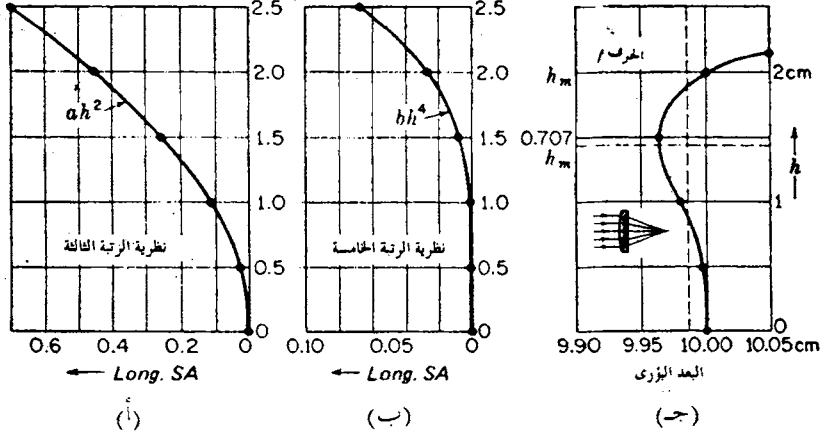 2.5
2.0
1.5
1.0
0.5
0
ah²
نظرية الرتبة الثالثة
0.6 0.4 0.2 0
← Long. SA
(أ)
2.5
2.0
1.5
1.0
0.5
0
bh⁴
نظرية الرتبة الخامسة
0.10 0.05 0
← Long. SA
(ب)
الحرف م
hm 2cm
0.707
hm
h
1
0
9.90 9.95 10.00 10.05cm
البعد البؤرى
(جـ)